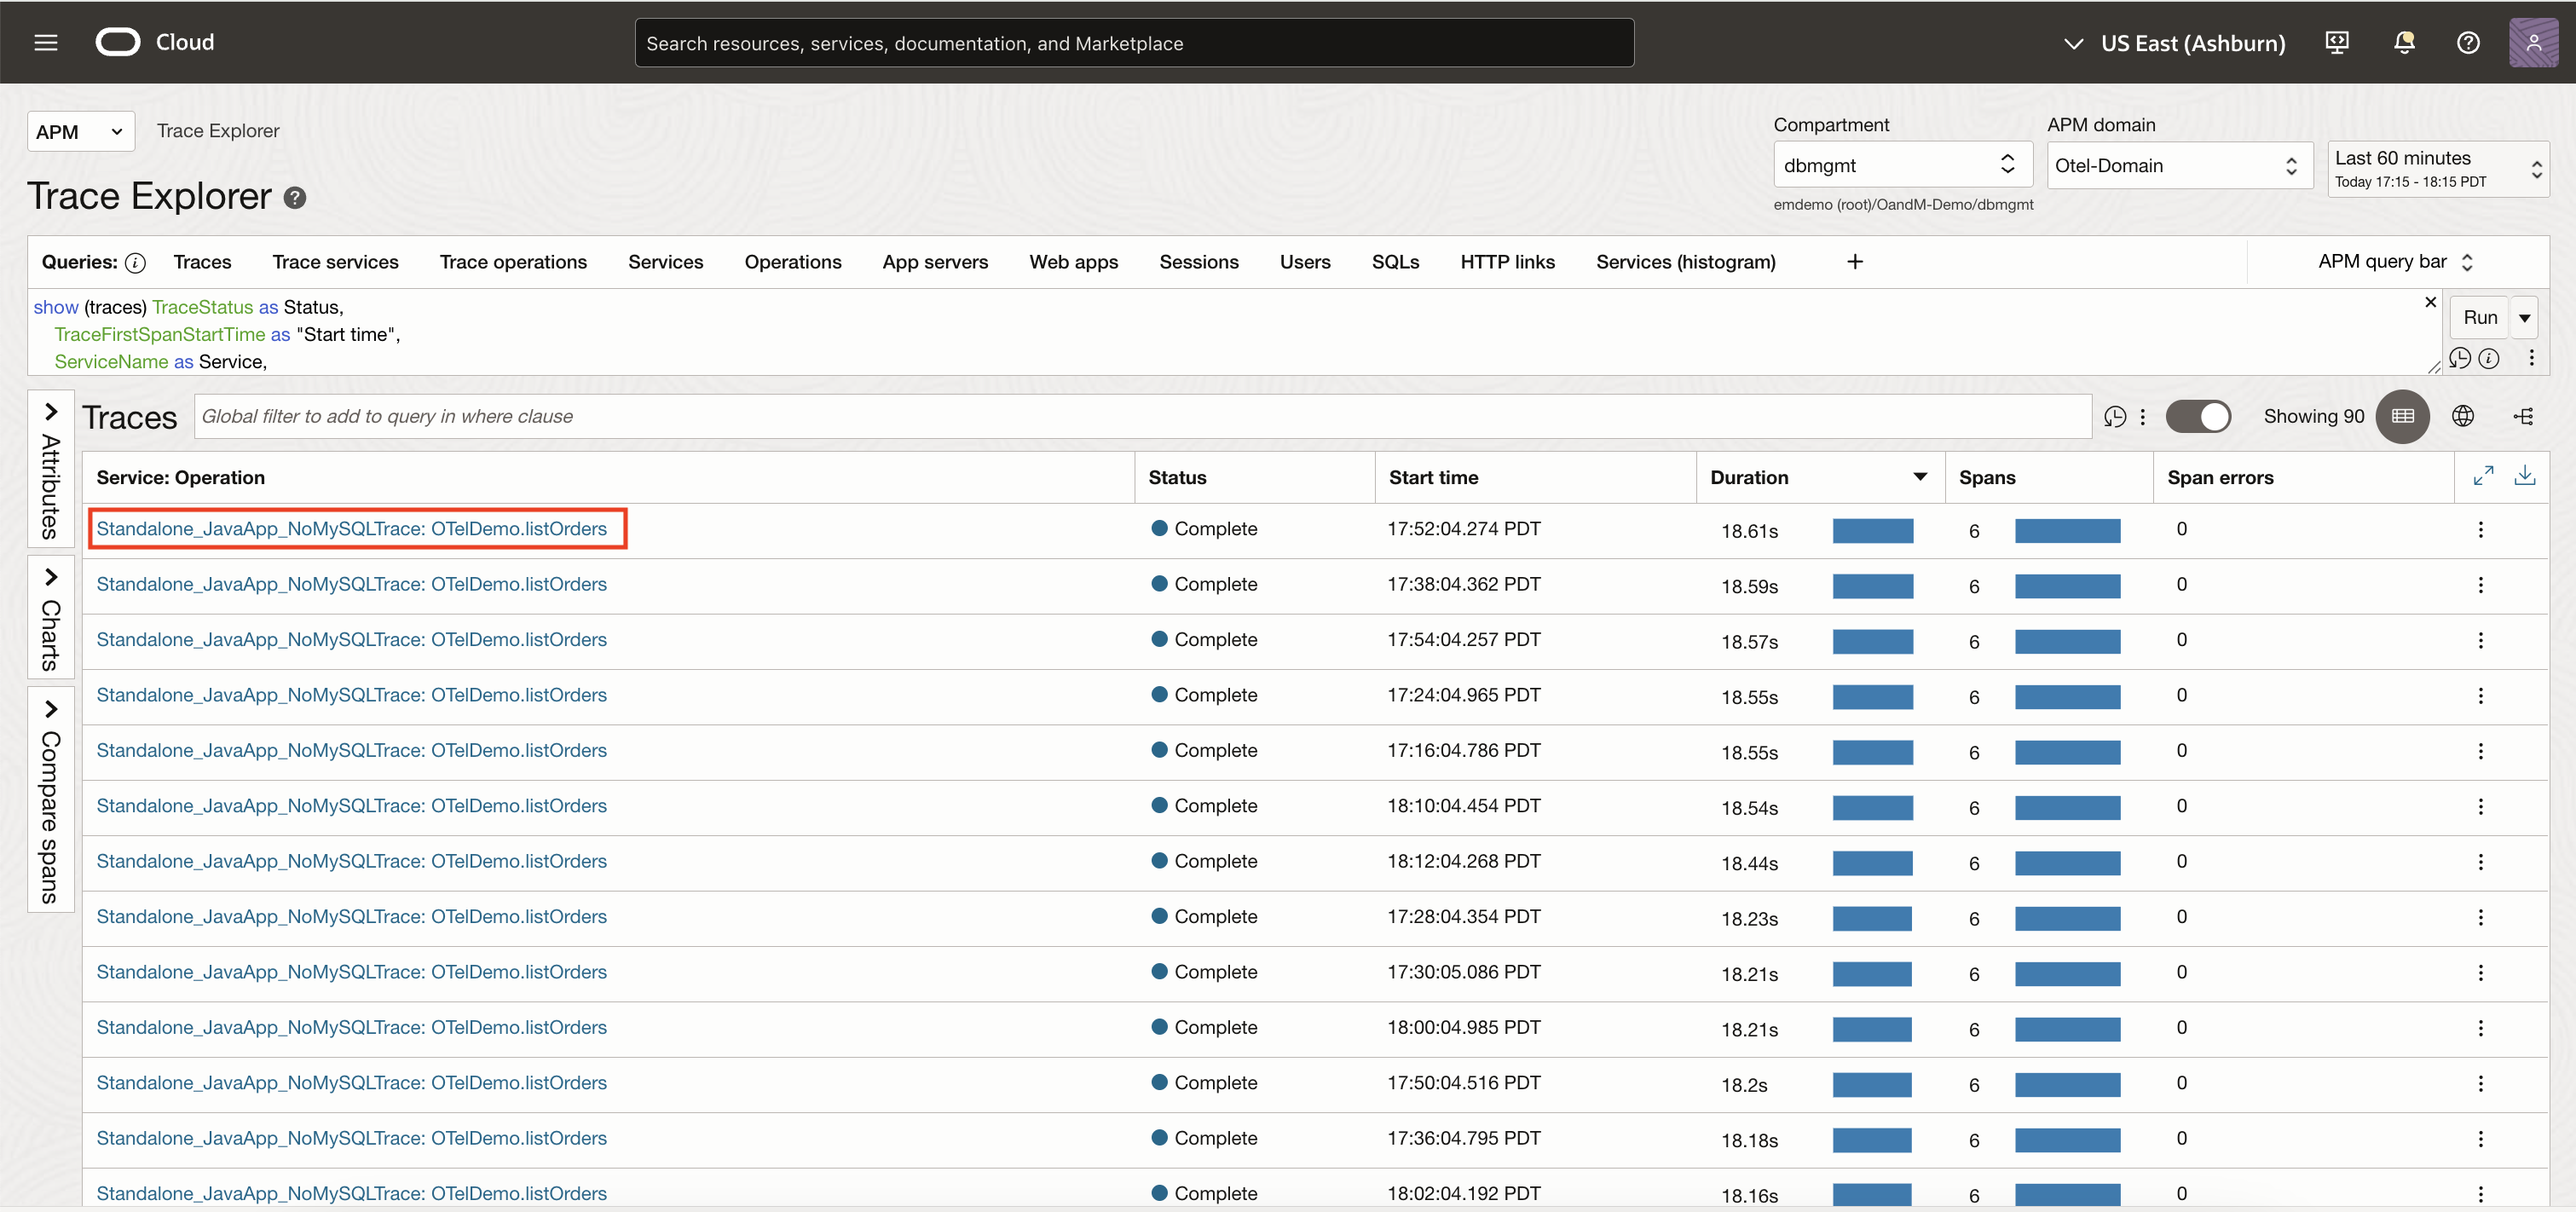 Cloud
Search resources, services, documentation, and Marketplace
US East (Ashburn)
APM
Trace Explorer
Compartment
APM domain
dbmgmt
Otel-Domain
Last 60 minutes
Today 17:15 - 18:15 PDT
emdemo (root)/OandM-Demo/dbmgmt
Trace Explorer
Queries: Traces Trace services Trace operations Services Operations App servers Web apps Sessions Users SQLs HTTP links Services (histogram) + APM query bar
show (traces) TraceStatus as Status,
TraceFirstSpanStartTime as "Start time",
ServiceName as Service,
Run
Attributes
Charts
Compare spans
Traces Global filter to add to query in where clause Showing 90
Service: Operation Status Start time Duration Spans Span errors
Standalone_JavaApp_NoMySQLTrace: OTelDemo.listOrders Complete 17:52:04.274 PDT 18.61s 6 0
Standalone_JavaApp_NoMySQLTrace: OTelDemo.listOrders Complete 17:38:04.362 PDT 18.59s 6 0
Standalone_JavaApp_NoMySQLTrace: OTelDemo.listOrders Complete 17:54:04.257 PDT 18.57s 6 0
Standalone_JavaApp_NoMySQLTrace: OTelDemo.listOrders Complete 17:24:04.965 PDT 18.55s 6 0
Standalone_JavaApp_NoMySQLTrace: OTelDemo.listOrders Complete 17:16:04.786 PDT 18.55s 6 0
Standalone_JavaApp_NoMySQLTrace: OTelDemo.listOrders Complete 18:10:04.454 PDT 18.54s 6 0
Standalone_JavaApp_NoMySQLTrace: OTelDemo.listOrders Complete 18:12:04.268 PDT 18.44s 6 0
Standalone_JavaApp_NoMySQLTrace: OTelDemo.listOrders Complete 17:28:04.354 PDT 18.23s 6 0
Standalone_JavaApp_NoMySQLTrace: OTelDemo.listOrders Complete 17:30:05.086 PDT 18.21s 6 0
Standalone_JavaApp_NoMySQLTrace: OTelDemo.listOrders Complete 18:00:04.985 PDT 18.21s 6 0
Standalone_JavaApp_NoMySQLTrace: OTelDemo.listOrders Complete 17:50:04.516 PDT 18.2s 6 0
Standalone_JavaApp_NoMySQLTrace: OTelDemo.listOrders Complete 17:36:04.795 PDT 18.18s 6 0
Standalone_JavaApp_NoMySQLTrace: OTelDemo.listOrders Complete 18:02:04.192 PDT 18.16s 6 0